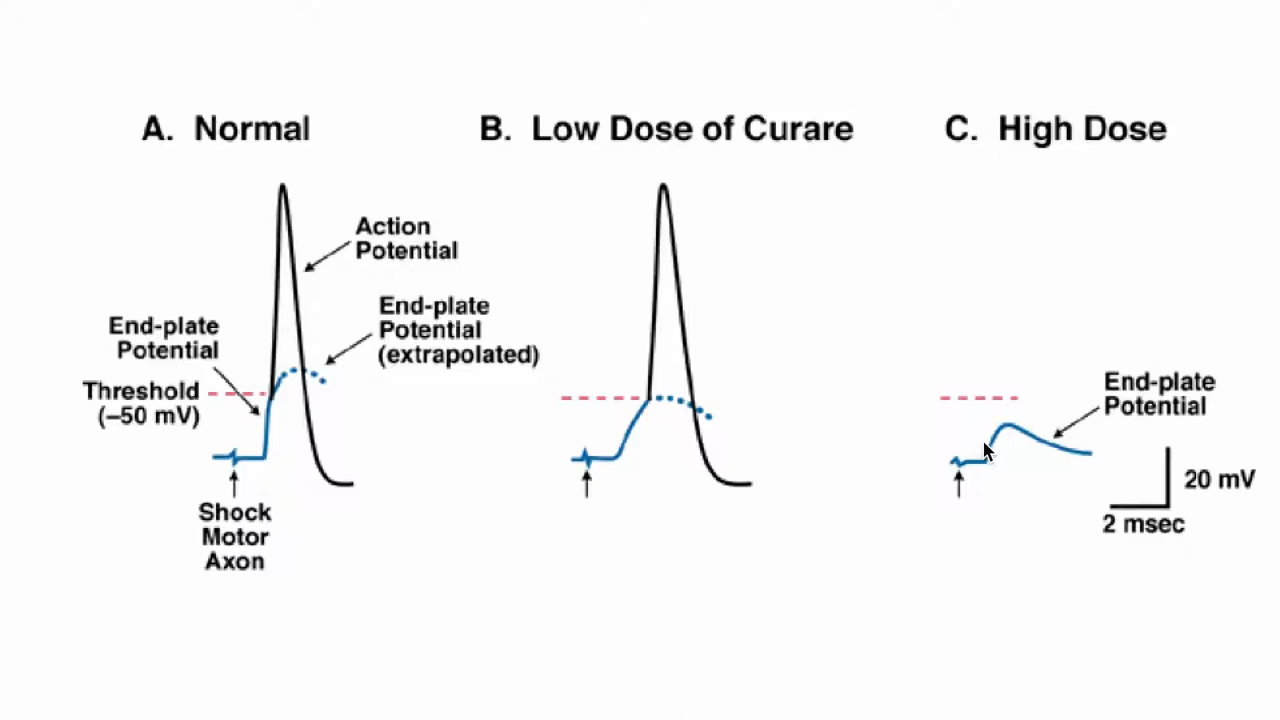 A. Normal
B. Low Dose of Curare
C. High Dose
Action
Potential
End-plate
Potential
(extrapolated)
End-plate
Potential
Threshold
(–50 mV)
Shock
Motor
Axon
End-plate
Potential
20 mV
2 msec